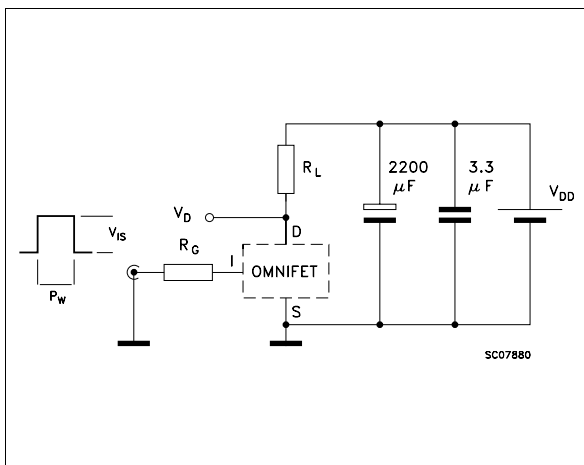 2200
μF
3.3
μF
R_L
V_DD
V_D
D
V_IS
R_G
I
OMNIFET
P_W
S
SC07880